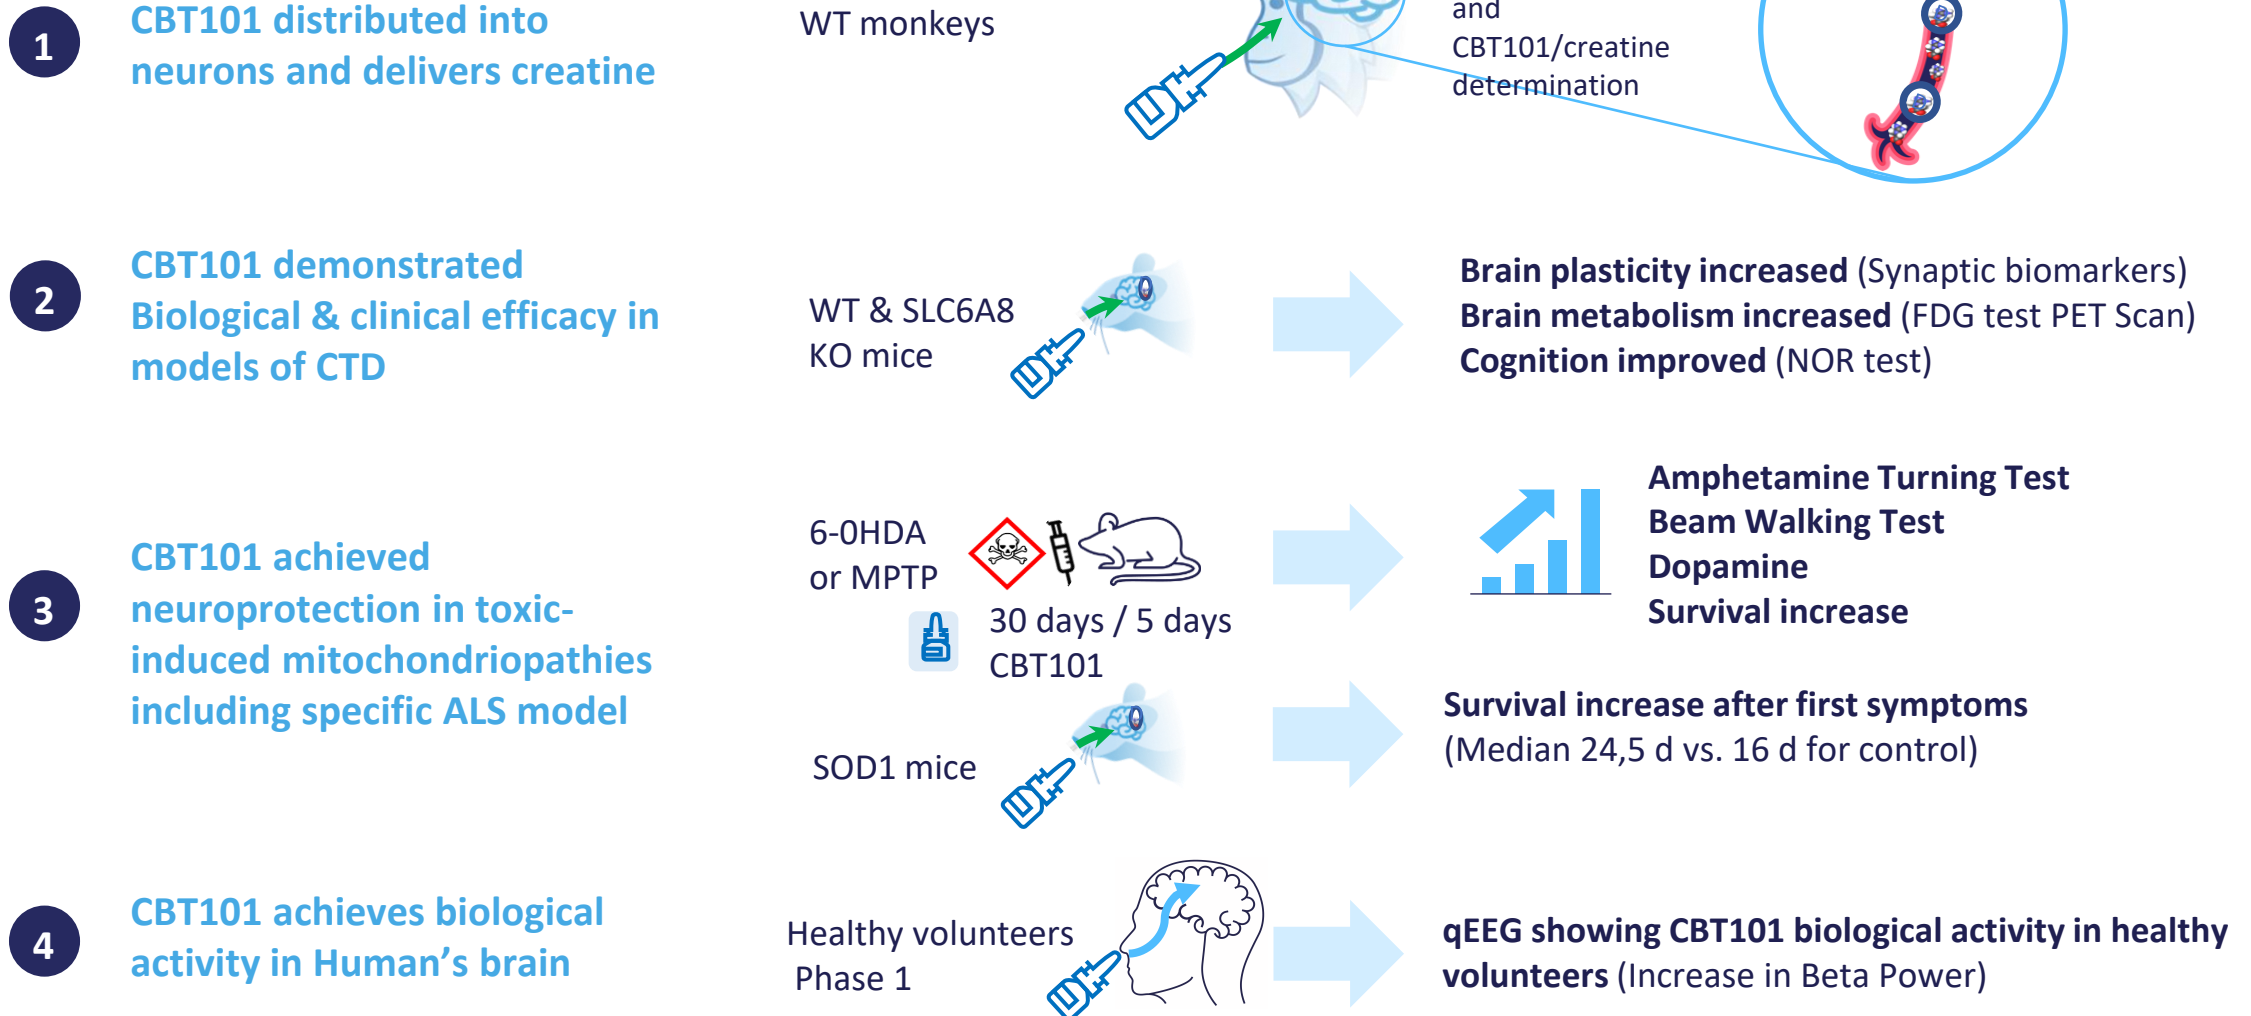 1
CBT101 distributed into
neurons and delivers creatine
WT monkeys
and
CBT101/creatine
determination
2
CBT101 demonstrated
Biological & clinical efficacy in
models of CTD
WT & SLC6A8
KO mice
Brain plasticity increased (Synaptic biomarkers)
Brain metabolism increased (FDG test PET Scan)
Cognition improved (NOR test)
3
CBT101 achieved
neuroprotection in toxic-
induced mitochondriopathies
including specific ALS model
6-0HDA
or MPTP
30 days / 5 days
CBT101
Amphetamine Turning Test
Beam Walking Test
Dopamine
Survival increase
SOD1 mice
Survival increase after first symptoms
(Median 24,5 d vs. 16 d for control)
4
CBT101 achieves biological
activity in Human’s brain
Healthy volunteers
Phase 1
qEEG showing CBT101 biological activity in healthy
volunteers (Increase in Beta Power)